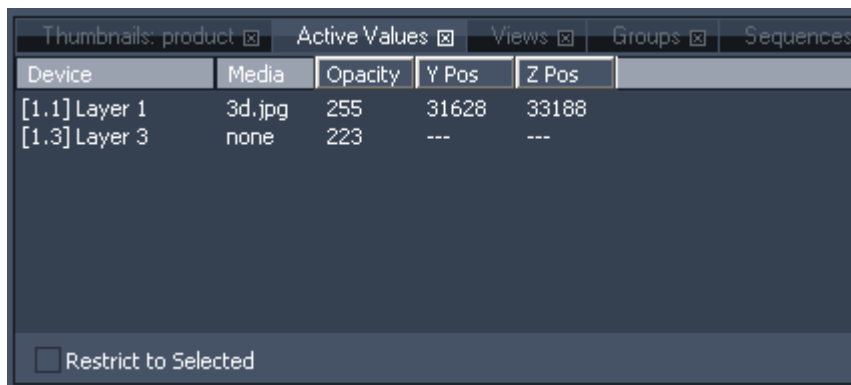 Thumbnails: product Active Values Views Groups Sequences
Device Media Opacity Y Pos Z Pos
[1.1] Layer 1 3d.jpg 255 31628 33188
[1.3] Layer 3 none 223 --- ---
Restrict to Selected